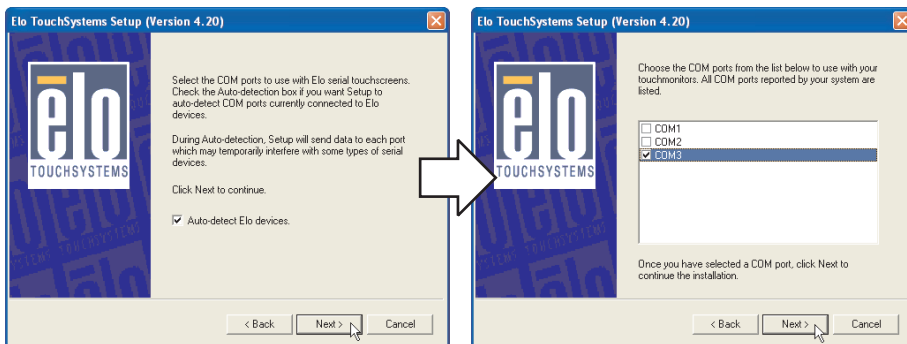 Elo TouchSystems Setup (Version 4.20)
elo
TOUCHSYSTEMS
Select the COM ports to use with Elo serial touchscreens.
Check the Auto-detection box if you want Setup to
auto-detect COM ports currently connected to Elo
devices.
During Auto-detection, Setup will send data to each port
which may temporarily interfere with some types of serial
devices.
Click Next to continue.
Auto-detect Elo devices.
< Back
Next >
Cancel
Elo TouchSystems Setup (Version 4.20)
elo
TOUCHSYSTEMS
Choose the COM ports from the list below to use with your
touchmonitors. All COM ports reported by your system are
listed.
COM1
COM2
COM3
Once you have selected a COM port, click Next to
continue the installation.
< Back
Next >
Cancel